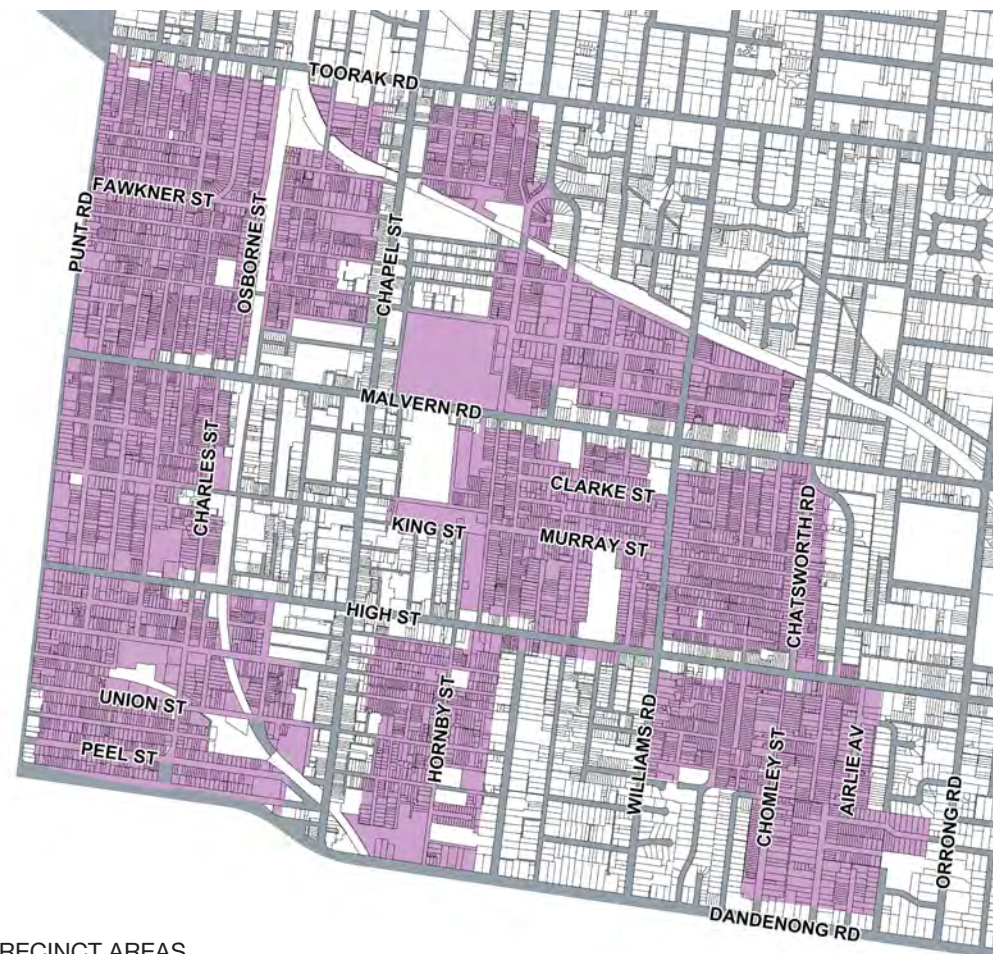 TOORAK RD
FAWKNER ST
PUNT RD
OSBORNE ST
CHAPEL ST
MALVERN RD
CHARLES ST
CLARKE ST
KING ST
MURRAY ST
CHATSWORTH RD
HIGH ST
UNION ST
HORNBY ST
WILLIAMS RD
PEEL ST
CHOMLEY ST
AIRLIE AV
ORRONG RD
DANDENONG RD
RECINCT AREAS